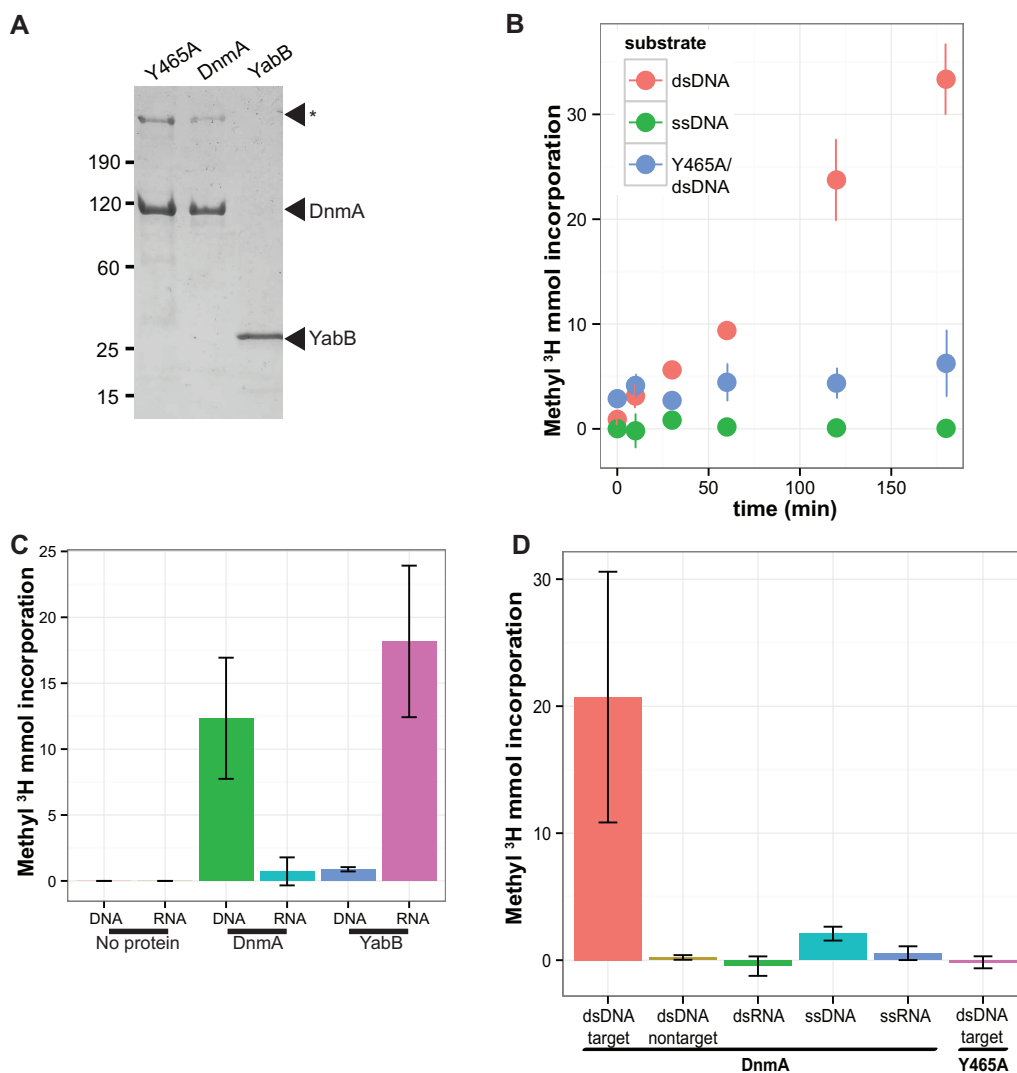 A
Y465A DnmA YabB
*
190
120
DnmA
60
YabB
25
15
B
substrate
dsDNA
ssDNA
Y465A/
dsDNA
Methyl ³H mmol incorporation
30
20
10
0
0 50 100 150
time (min)
C
Methyl ³H mmol incorporation
25
20
15
10
5
0
DNA RNA DNA RNA DNA RNA
No protein DnmA YabB
D
Methyl ³H mmol incorporation
30
20
10
0
dsDNA dsDNA dsRNA ssDNA ssRNA dsDNA
target nontarget target
DnmA Y465A